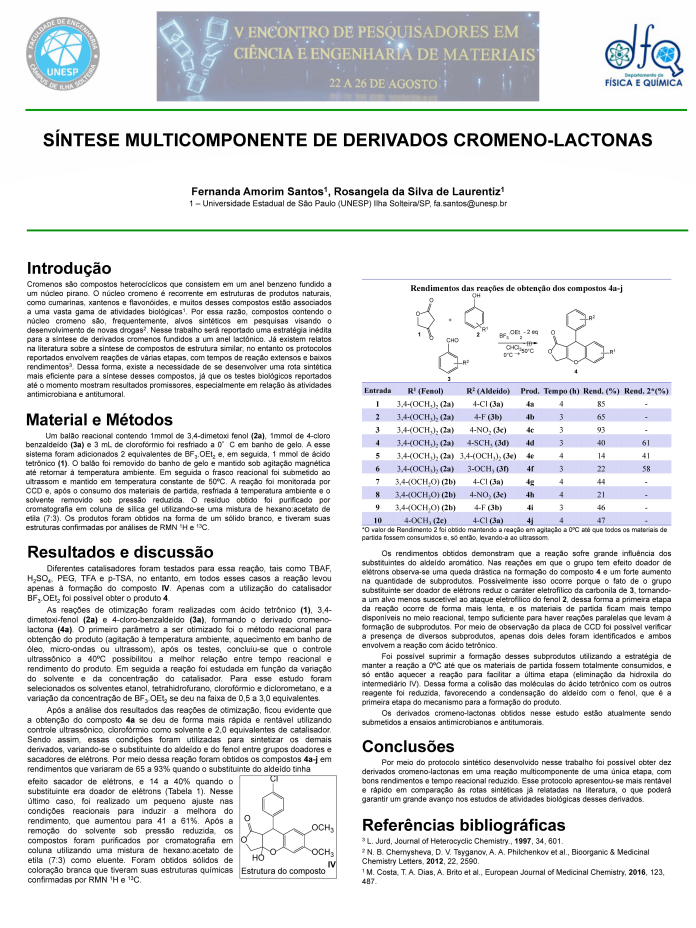 FACULDADE DE ENGENHARIA
UNESP
CÂMPUS DE ILHA SOLTEIRA
V ENCONTRO DE PESQUISADORES EM
CIÊNCIA E ENGENHARIA DE MATERIAIS
22 A 26 DE AGOSTO
dfq
Departamento de
FÍSICA E QUÍMICA
SÍNTESE MULTICOMPONENTE DE DERIVADOS CROMENO-LACTONAS
Fernanda Amorim Santos¹, Rosangela da Silva de Laurentiz¹
1 – Universidade Estadual de São Paulo (UNESP) Ilha Solteira/SP, fa.santos@unesp.br
Introdução
Cromenos são compostos heterocíclicos que consistem em um anel benzeno fundido a
um núcleo pirano. O núcleo cromeno é recorrente em estruturas de produtos naturais,
como cumarinas, xantenos e flavonóides, e muitos desses compostos estão associados
a uma vasta gama de atividades biológicas¹. Por essa razão, compostos contendo o
núcleo cromeno são, frequentemente, alvos sintéticos em pesquisas visando o
desenvolvimento de novas drogas². Nesse trabalho será reportado uma estratégia inédita
para a síntese de derivados cromenos fundidos a um anel lactônico. Já existem relatos
na literatura sobre a síntese de compostos de estrutura similar, no entanto os protocolos
reportados envolvem reações de várias etapas, com tempos de reação extensos e baixos
rendimentos³. Dessa forma, existe a necessidade de se desenvolver uma rota sintética
mais eficiente para a síntese desses compostos, já que os testes biológicos reportados
até o momento mostram resultados promissores, especialmente em relação às atividades
antimicrobiana e antitumoral.
Material e Métodos
Um balão reacional contendo 1mmol de 3,4-dimetoxi fenol (2a), 1mmol de 4-cloro
benzaldeído (3a) e 3 mL de clorofórmio foi resfriado a 0° C em banho de gelo. A esse
sistema foram adicionados 2 equivalentes de BF₃.OEt₂ e, em seguida, 1 mmol de ácido
tetrônico (1). O balão foi removido do banho de gelo e mantido sob agitação magnética
até retornar à temperatura ambiente. Em seguida o frasco reacional foi submetido ao
ultrassom e mantido em temperatura constante de 50ºC. A reação foi monitorada por
CCD e, após o consumo dos materiais de partida, resfriada à temperatura ambiente e o
solvente removido sob pressão reduzida. O resíduo obtido foi purificado por
cromatografia em coluna de sílica gel utilizando-se uma mistura de hexano:acetato de
etila (7:3). Os produtos foram obtidos na forma de um sólido branco, e tiveram suas
estruturas confirmadas por análises de RMN ¹H e ¹³C.
Resultados e discussão
Diferentes catalisadores foram testados para essa reação, tais como TBAF,
H₂SO₄, PEG, TFA e p-TSA, no entanto, em todos esses casos a reação levou
apenas à formação do composto IV. Apenas com a utilização do catalisador
BF₃.OEt₂ foi possível obter o produto 4.
As reações de otimização foram realizadas com ácido tetrônico (1), 3,4-
dimetoxi-fenol (2a) e 4-cloro-benzaldeído (3a), formando o derivado cromeno-
lactona (4a). O primeiro parâmetro a ser otimizado foi o método reacional para
obtenção do produto (agitação à temperatura ambiente, aquecimento em banho de
óleo, micro-ondas ou ultrassom), após os testes, concluiu-se que o controle
ultrassônico a 40ºC possibilitou a melhor relação entre tempo reacional e
rendimento do produto. Em seguida a reação foi estudada em função da variação
do solvente e da concentração do catalisador. Para esse estudo foram
selecionados os solventes etanol, tetrahidrofurano, clorofórmio e diclorometano, e a
variação da concentração de BF₃.OEt₂ se deu na faixa de 0,5 a 3,0 equivalentes.
Após a análise dos resultados das reações de otimização, ficou evidente que
a obtenção do composto 4a se deu de forma mais rápida e rentável utilizando
controle ultrassônico, clorofórmio como solvente e 2,0 equivalentes de catalisador.
Sendo assim, essas condições foram utilizadas para sintetizar os demais
derivados, variando-se o substituinte do aldeído e do fenol entre grupos doadores e
sacadores de elétrons. Por meio dessa reação foram obtidos os compostos 4a-j em
rendimentos que variaram de 65 a 93% quando o substituinte do aldeído tinha
efeito sacador de elétrons, e 14 a 40% quando o
substituinte era doador de elétrons (Tabela 1). Nesse
último caso, foi realizado um pequeno ajuste nas
condições reacionais para induzir a melhora do
rendimento, que aumentou para 41 a 61%. Após a
remoção do solvente sob pressão reduzida, os
compostos foram purificados por cromatografia em
coluna utilizando uma mistura de hexano:acetato de
etila (7:3) como eluente. Foram obtidos sólidos de
coloração branca que tiveram suas estruturas químicas
confirmadas por RMN ¹H e ¹³C.
Cl
O
O
OCH₃
OCH₃
HO
O
IV
Estrutura do composto
Rendimentos das reações de obtenção dos compostos 4a-j
O
O
O
1
+
OH
R¹
2
CHO
R²
3
BF₃ OEt₂ - 2 eq
CHCl₃
0°C 50°C
O
O
O
R²
R¹
4
Entrada R¹ (Fenol) R² (Aldeído) Prod. Tempo (h) Rend. (%) Rend. 2*(%)
1 3,4-(OCH₃)₂ (2a) 4-Cl (3a) 4a 4 85 -
2 3,4-(OCH₃)₂ (2a) 4-F (3b) 4b 3 65 -
3 3,4-(OCH₃)₂ (2a) 4-NO₂ (3c) 4c 3 93 -
4 3,4-(OCH₃)₂ (2a) 4-SCH₃ (3d) 4d 3 40 61
5 3,4-(OCH₃)₂ (2a) 3,4-(OCH₃)₂ (3e) 4e 4 14 41
6 3,4-(OCH₃)₂ (2a) 3-OCH₃ (3f) 4f 3 22 58
7 3,4-(OCH₂O) (2b) 4-Cl (3a) 4g 4 44 -
8 3,4-(OCH₂O) (2b) 4-NO₂ (3c) 4h 4 21 -
9 3,4-(OCH₂O) (2b) 4-F (3b) 4i 3 46 -
10 4-OCH₃ (2c) 4-Cl (3a) 4j 4 47 -
*O valor de Rendimento 2 foi obtido mantendo a reação em agitação a 0ºC até que todos os materiais de
partida fossem consumidos e, só então, levando-a ao ultrassom.
Os rendimentos obtidos demonstram que a reação sofre grande influência dos
substituintes do aldeído aromático. Nas reações em que o grupo tem efeito doador de
elétrons observa-se uma queda drástica na formação do composto 4 e um forte aumento
na quantidade de subprodutos. Possivelmente isso ocorre porque o fato de o grupo
substituinte ser doador de elétrons reduz o caráter eletrofílico da carbonila de 3, tornando-
a um alvo menos suscetível ao ataque eletrofílico do fenol 2, dessa forma a primeira etapa
da reação ocorre de forma mais lenta, e os materiais de partida ficam mais tempo
disponíveis no meio reacional, tempo suficiente para haver reações paralelas que levam à
formação de subprodutos. Por meio de observação da placa de CCD foi possível verificar
a presença de diversos subprodutos, apenas dois deles foram identificados e ambos
envolvem a reação com ácido tetrônico.
Foi possível suprimir a formação desses subprodutos utilizando a estratégia de
manter a reação a 0ºC até que os materiais de partida fossem totalmente consumidos, e
só então aquecer a reação para facilitar a última etapa (eliminação da hidroxila do
intermediário IV). Dessa forma a colisão das moléculas do ácido tetrônico com os outros
reagente foi reduzida, favorecendo a condensação do aldeído com o fenol, que é a
primeira etapa do mecanismo para a formação do produto.
Os derivados cromeno-lactonas obtidos nesse estudo estão atualmente sendo
submetidos a ensaios antimicrobianos e antitumorais.
Conclusões
Por meio do protocolo sintético desenvolvido nesse trabalho foi possível obter dez
derivados cromeno-lactonas em uma reação multicomponente de uma única etapa, com
bons rendimentos e tempo reacional reduzido. Esse protocolo apresentou-se mais rentável
e rápido em comparação às rotas sintéticas já relatadas na literatura, o que poderá
garantir um grande avanço nos estudos de atividades biológicas desses derivados.
Referências bibliográficas
³ L. Jurd, Journal of Heterocyclic Chemistry., 1997, 34, 601.
² N. B. Chernysheva, D. V. Tsyganov, A. A. Philchenkov et al., Bioorganic & Medicinal
Chemistry Letters, 2012, 22, 2590.
¹ M. Costa, T. A. Dias, A. Brito et al., European Journal of Medicinal Chemistry, 2016, 123,
487.